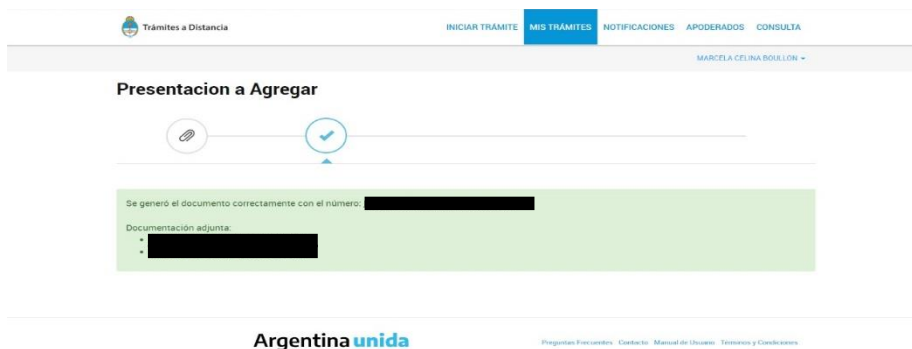 Trámites a Distancia
INICIAR TRÁMITE MIS TRÁMITES NOTIFICACIONES APODERADOS CONSULTA
MARCELA CELINA BOULLON
Presentacion a Agregar
Se generó el documento correctamente con el número:
Documentación adjunta:
Argentina unida
Preguntas Frecuentes Contacto Manual de Usuario Términos y Condiciones